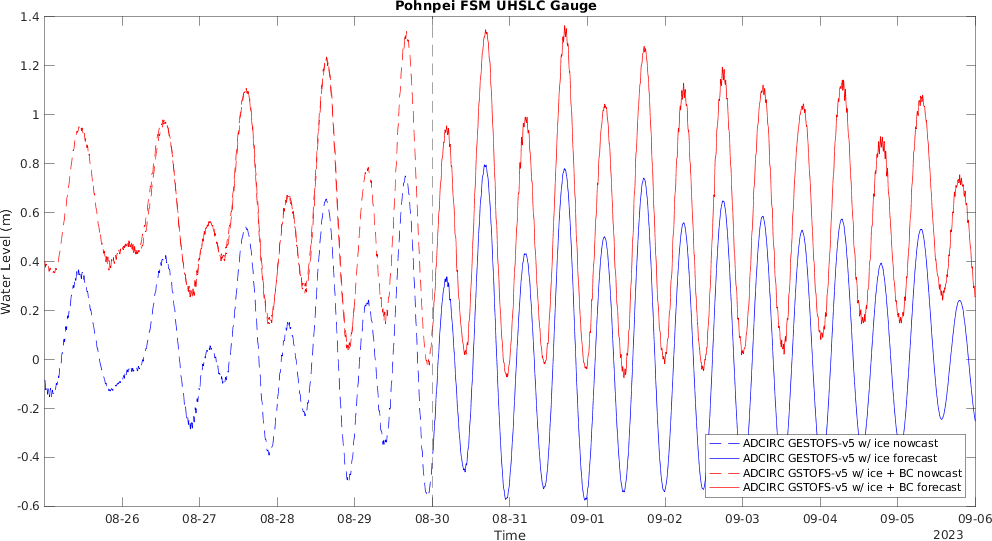 Pohnpei FSM UHSLC Gauge
1.4
1.2
1
0.8
0.6
0.4
0.2
0
-0.2
-0.4
-0.6
Water Level (m)
ADCIRC GESTOFS-v5 w/ ice nowcast
ADCIRC GESTOFS-v5 w/ ice forecast
ADCIRC GSTOFS-v5 w/ ice + BC nowcast
ADCIRC GSTOFS-v5 w/ ice + BC forecast
08-26 08-27 08-28 08-29 08-30 08-31 09-01 09-02 09-03 09-04 09-05 09-06
Time
2023